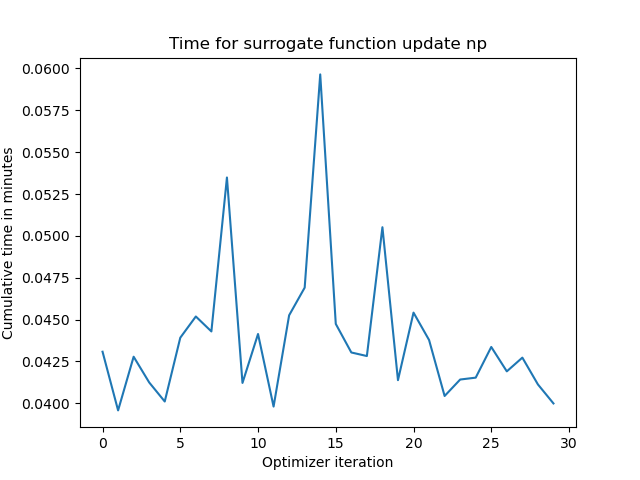 Time for surrogate function update np
0.0600
0.0575
0.0550
0.0525
0.0500
0.0475
0.0450
0.0425
0.0400
Cumulative time in minutes
0 5 10 15 20 25 30
Optimizer iteration